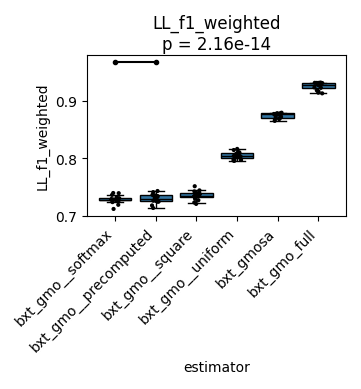 LL_f1_weighted
p = 2.16e-14
LL_f1_weighted
0.9
0.8
0.7
bxt_gmo__softmax
bxt_gmo__precomputed
bxt_gmo__square
bxt_gmo__uniform
bxt_gmosa
bxt_gmo_full
estimator